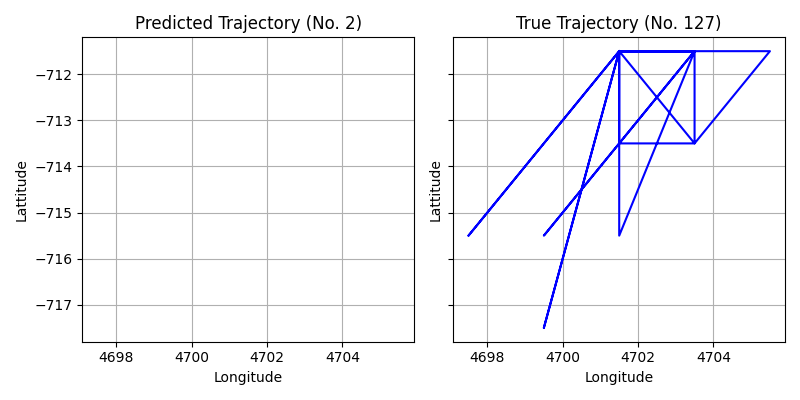 Predicted Trajectory (No. 2)
True Trajectory (No. 127)
Lattitude
−712
−713
−714
−715
−716
−717
4698
4700
4702
4704
Longitude
Lattitude
4698
4700
4702
4704
Longitude